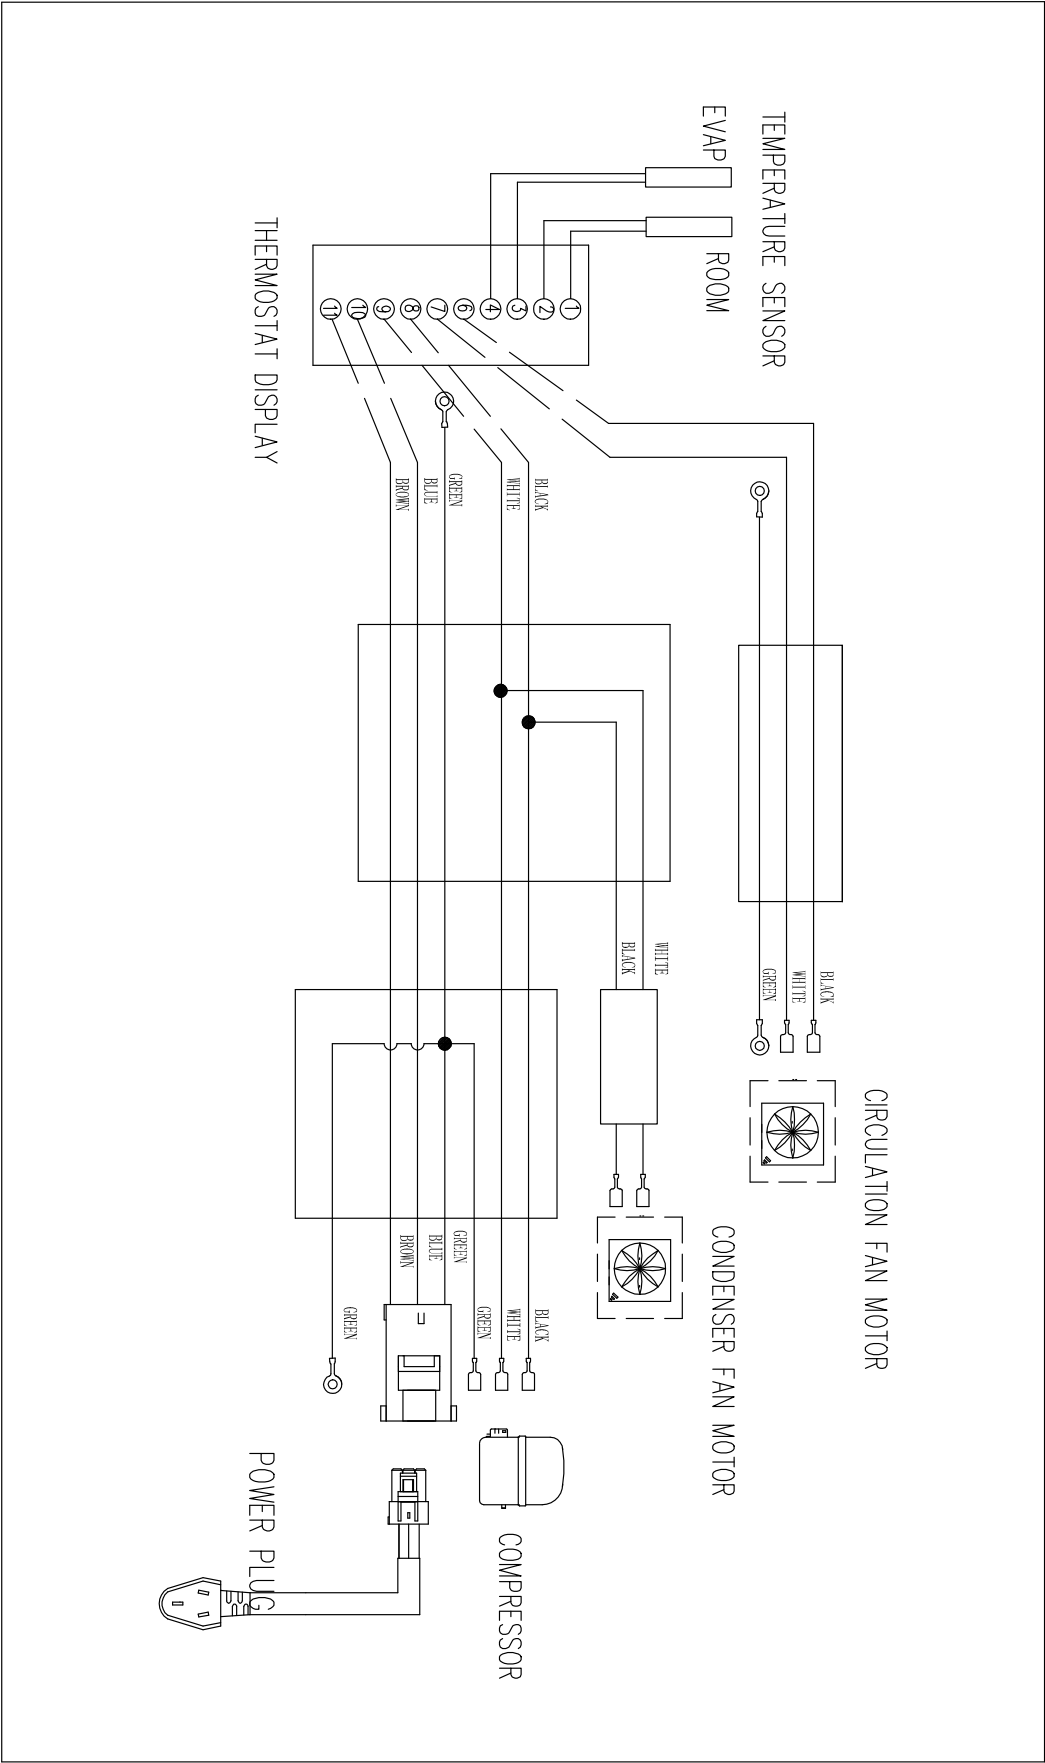 TEMPERATURE SENSOR
EVAP
ROOM
1
2
3
4
6
7
8
9
10
11
THERMOSTAT DISPLAY
BLACK
WHITE
GREEN
BLUE
BROWN
CIRCULATION FAN MOTOR
BLACK
WHITE
GREEN
WHITE
BLACK
CONDENSER FAN MOTOR
BLACK
WHITE
GREEN
GREEN
BLUE
BROWN
GREEN
COMPRESSOR
POWER PLUG